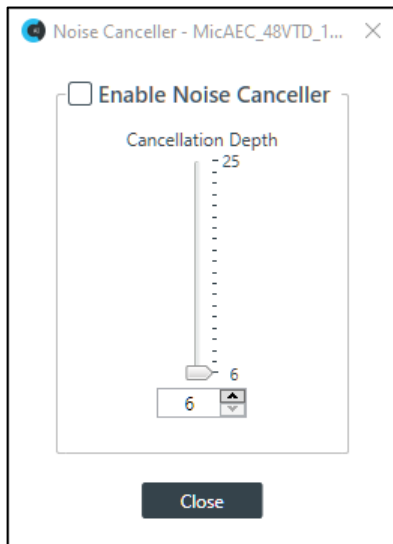 Noise Canceller - MicAEC_48VTD_1...
Enable Noise Canceller
Cancellation Depth
25
6
6
Close